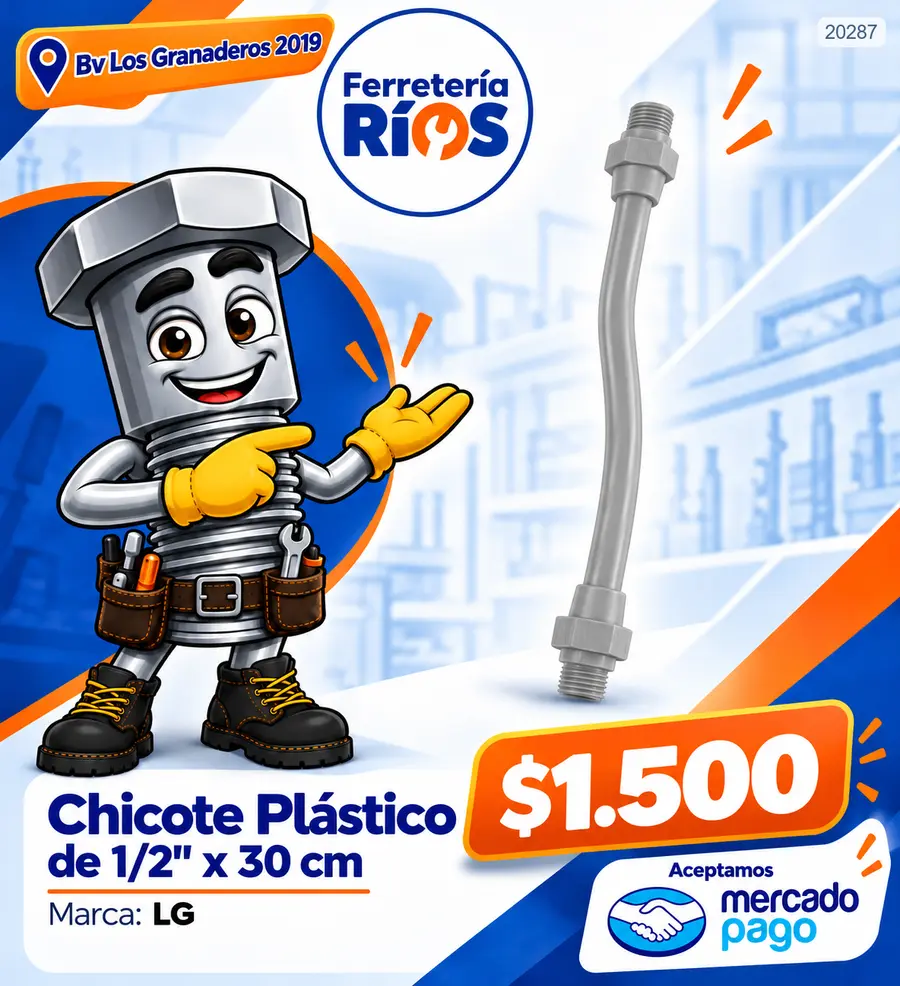 Bv Los Granaderos 2019
Ferretería
RÍOS
20287
$1.500
Chicote Plástico
de 1/2" x 30 cm
Marca: LG
Aceptamos
mercado
pago